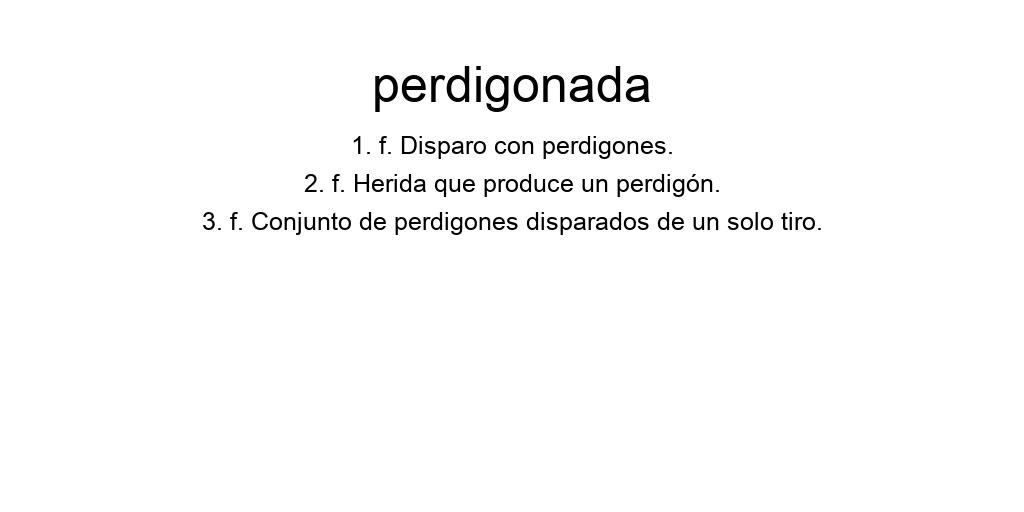 perdigonada
1. f. Disparo con perdigones.
2. f. Herida que produce un perdigón.
3. f. Conjunto de perdigones disparados de un solo tiro.